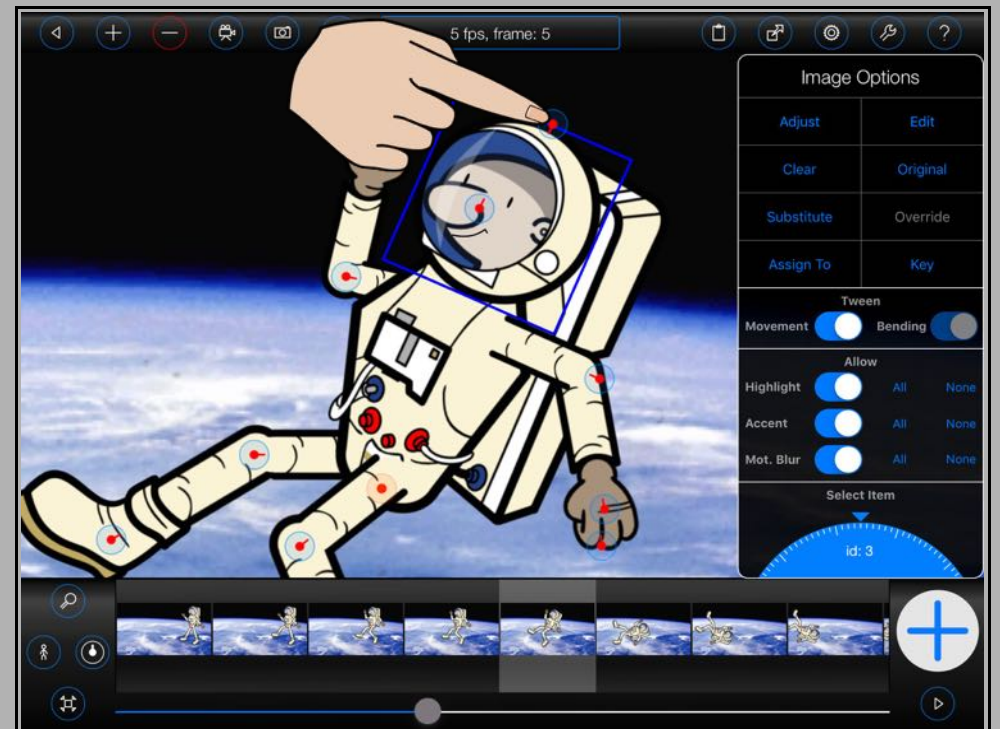 5 fps, frame: 5
?
Image Options
Adjust Edit
Clear Original
Substitute Override
Assign To Key
Tween
Movement Bending
Allow
Highlight All None
Accent All None
Mot. Blur All None
Select Item
id: 3